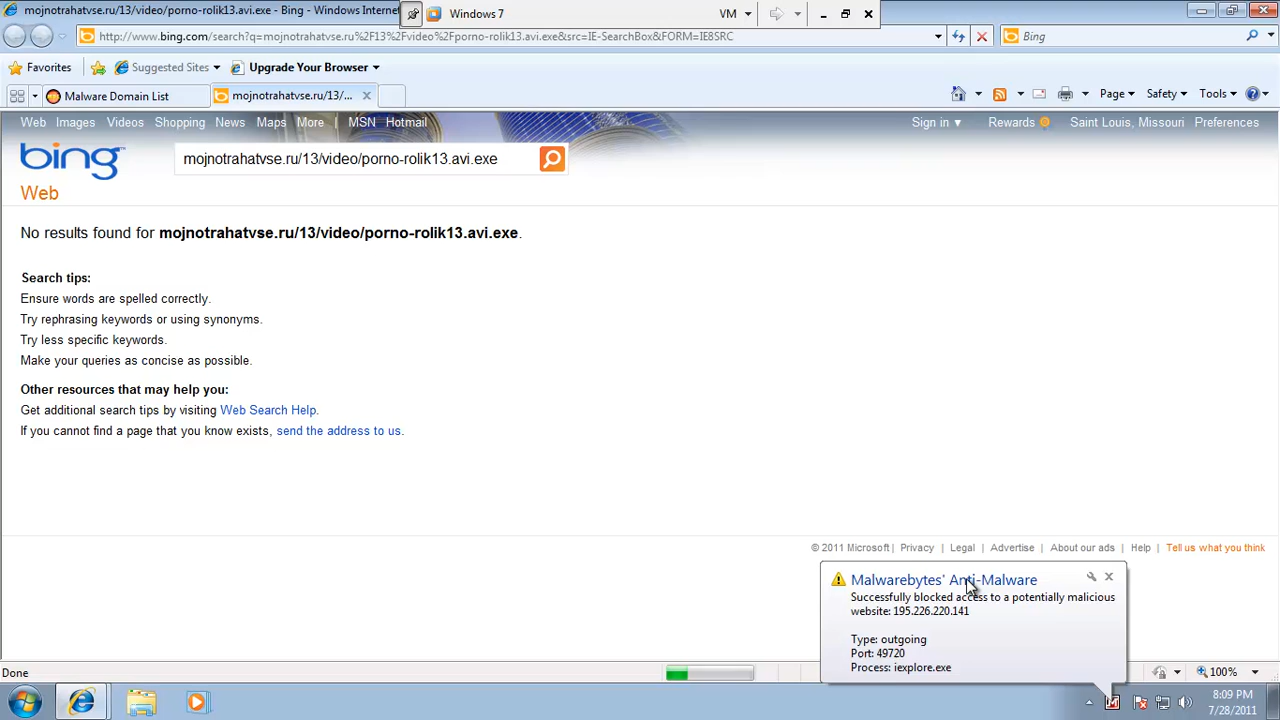 mojnotrahatvse.ru/13/video/porno-rolik13.avi.exe - Bing - Windows Internet
Windows 7
VM
http://www.bing.com/search?q=mojnotrahatvse.ru%2F13%2Fvideo%2Fporno-rolik13.avi.exe&src=IE-SearchBox&FORM=IE8SRC
Bing
Favorites
Suggested Sites
Upgrade Your Browser
Malware Domain List
mojnotrahatvse.ru/13/...
Page
Safety
Tools
Web Images Videos Shopping News Maps More MSN Hotmail
Sign in Rewards Saint Louis, Missouri Preferences
bing
mojnotrahatvse.ru/13/video/porno-rolik13.avi.exe
Web
No results found for mojnotrahatvse.ru/13/video/porno-rolik13.avi.exe.
Search tips:
Ensure words are spelled correctly.
Try rephrasing keywords or using synonyms.
Try less specific keywords.
Make your queries as concise as possible.
Other resources that may help you:
Get additional search tips by visiting Web Search Help.
If you cannot find a page that you know exists, send the address to us.
© 2011 Microsoft | Privacy | Legal | Advertise | About our ads | Help | Tell us what you think
Malwarebytes' Anti-Malware
Successfully blocked access to a potentially malicious
website: 195.226.220.141
Type: outgoing
Port: 49720
Process: iexplore.exe
Done
100%
8:09 PM
7/28/2011